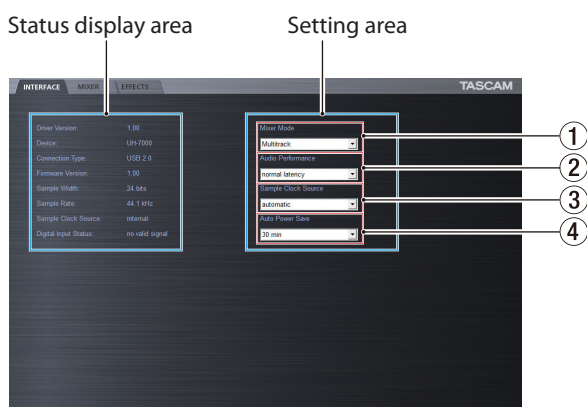 Status display area Setting area
INTERFACE MIXER EFFECTS TASCAM
Driver Version: 1.00
Device: UH-7000
Connection Type: USB 2.0
Firmware Version: 1.00
Sample Width: 24 bits
Sample Rate: 44.1 kHz
Sample Clock Source: internal
Digital Input Status: no valid signal
Mixer Mode
Multitrack
①
Audio Performance
normal latency
②
Sample Clock Source
automatic
③
Auto Power Save
30 min
④